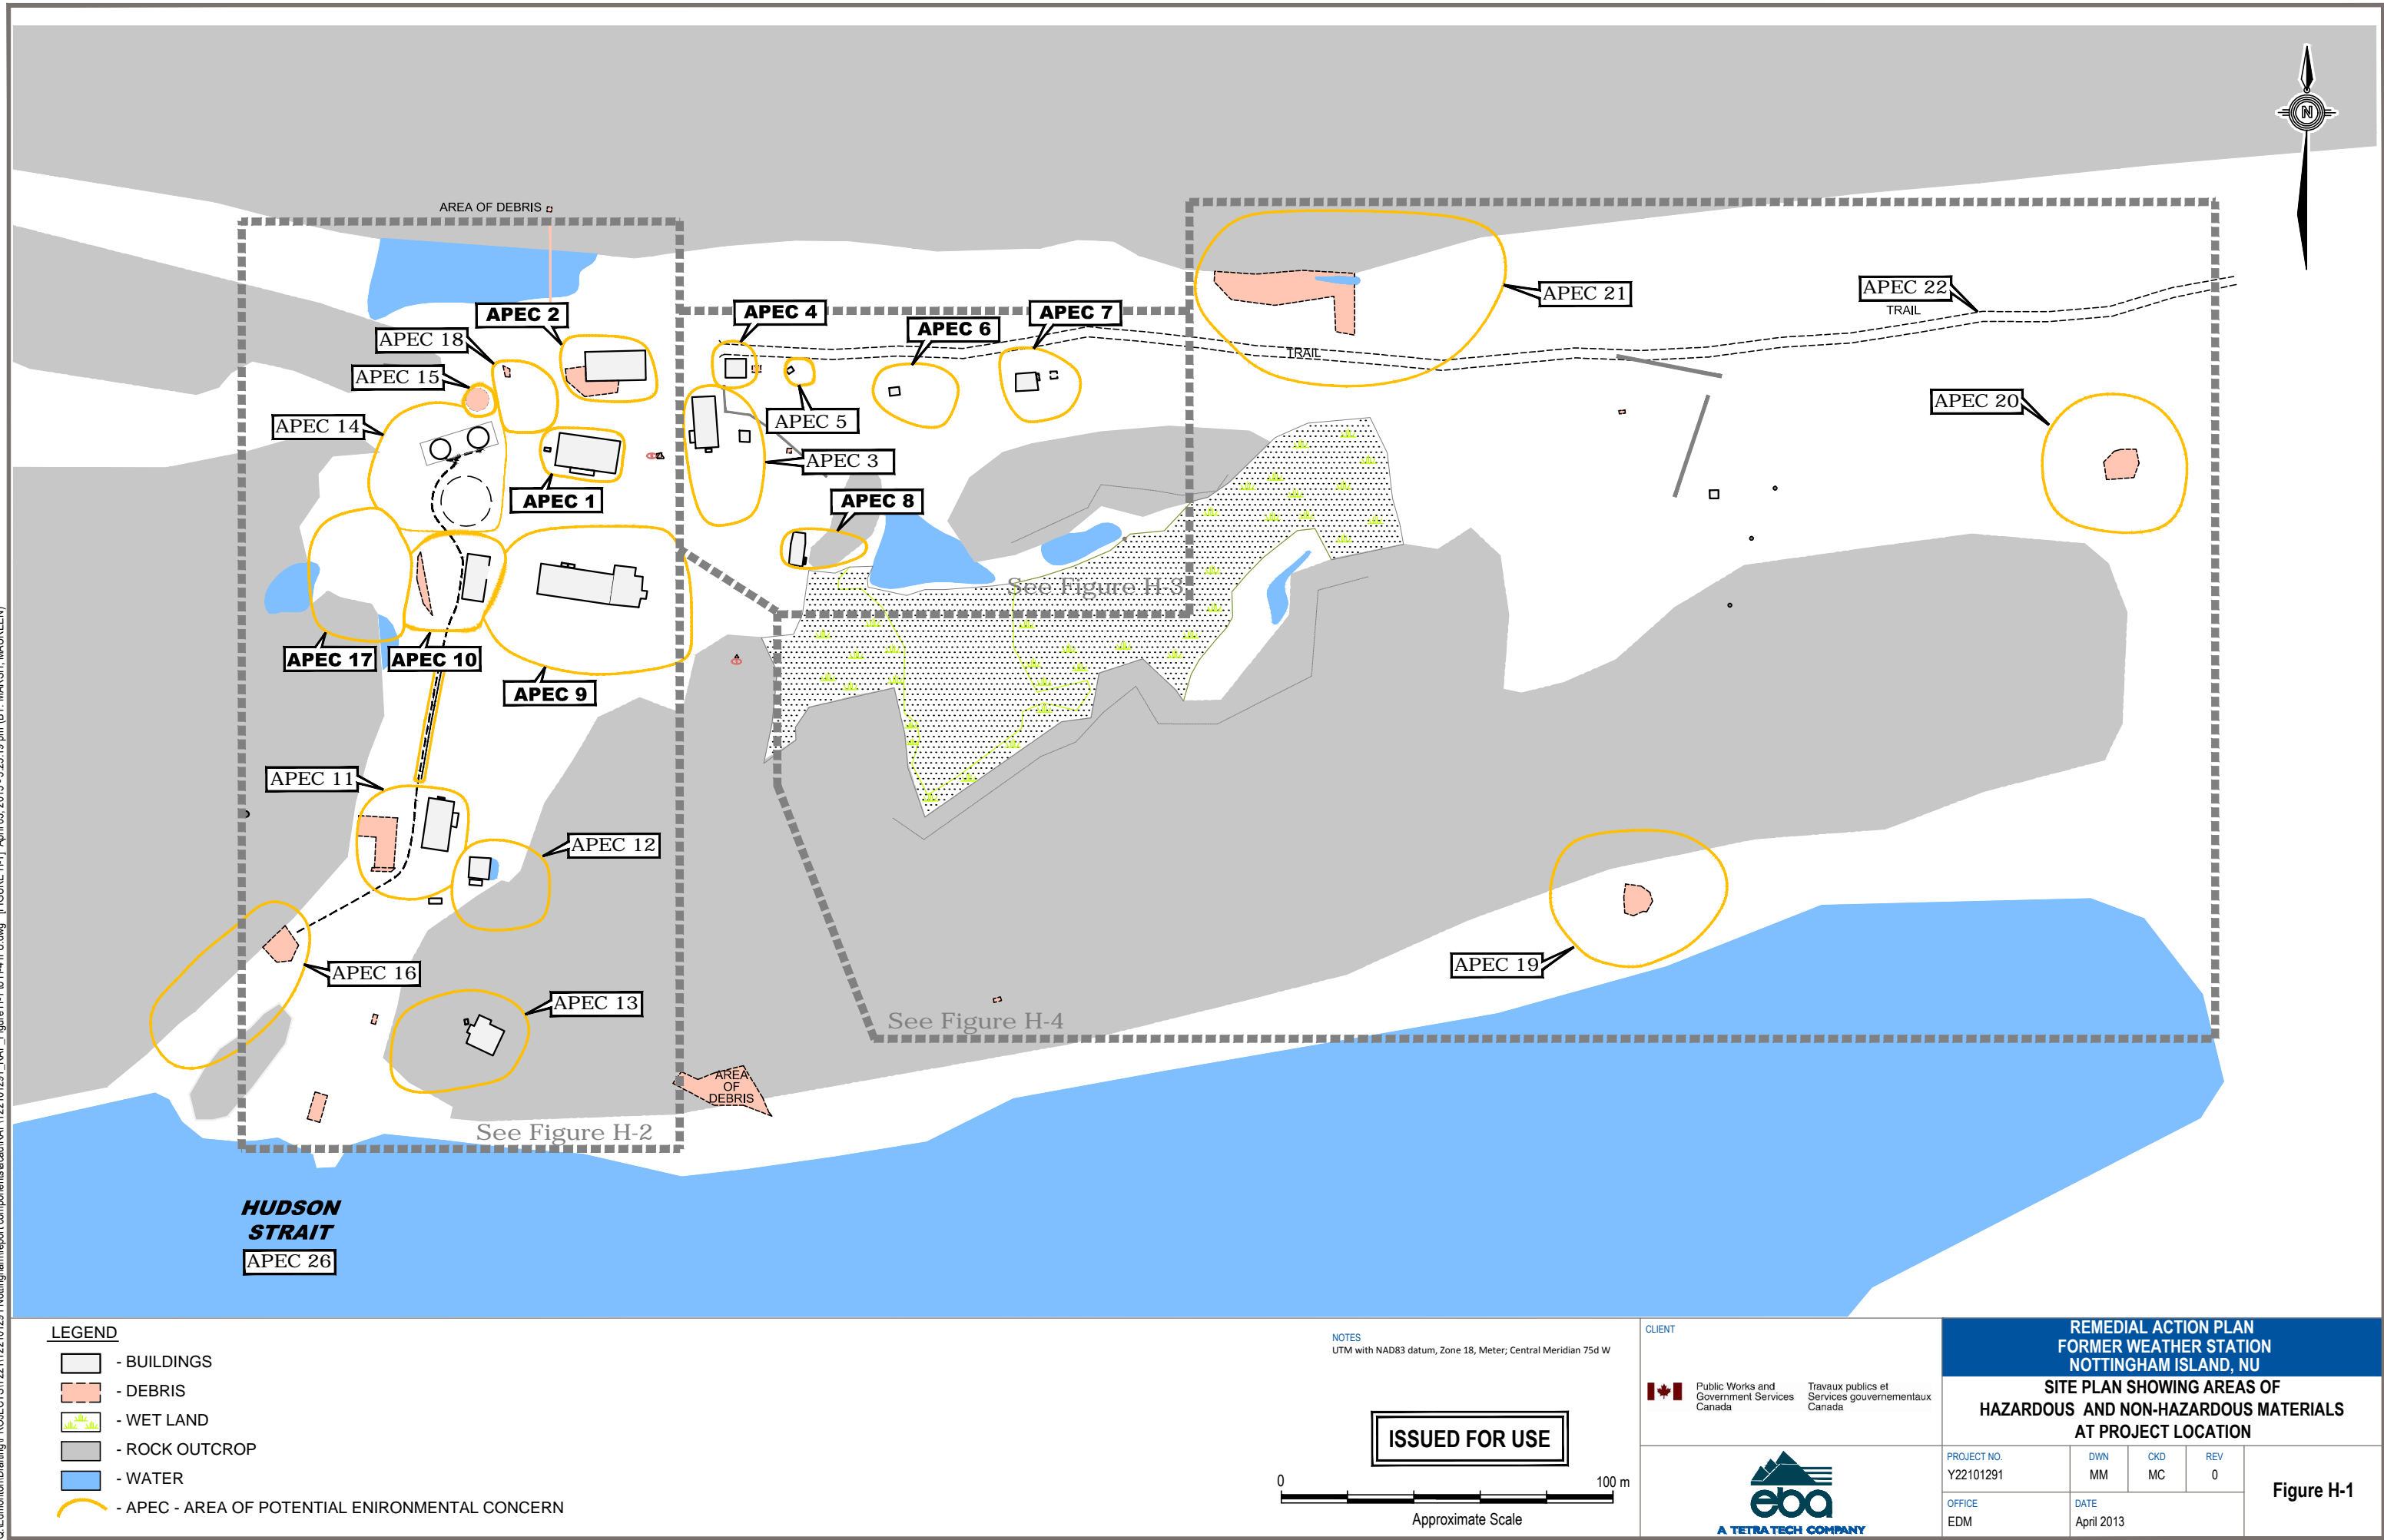 AREA OF DEBRIS
APEC 2
APEC 18
APEC 15
APEC 14
APEC 1
APEC 4
APEC 6
APEC 7
APEC 5
APEC 3
APEC 8
APEC 21
APEC 22
TRAIL
TRAIL
APEC 20
APEC 17
APEC 10
APEC 9
See Figure H-3
APEC 11
APEC 12
APEC 16
APEC 13
APEC 19
See Figure H-4
AREA
OF
DEBRIS
See Figure H-2
HUDSON
STRAIT
APEC 26
N
LEGEND
- BUILDINGS
- DEBRIS
- WET LAND
- ROCK OUTCROP
- WATER
- APEC - AREA OF POTENTIAL ENIRONMENTAL CONCERN
NOTES
UTM with NAD83 datum, Zone 18, Meter; Central Meridian 75d W
ISSUED FOR USE
0 100 m
Approximate Scale
CLIENT
Public Works and
Government Services
Canada
Travaux publics et
Services gouvernementaux
Canada
eba
A TETRA TECH COMPANY
REMEDIAL ACTION PLAN
FORMER WEATHER STATION
NOTTINGHAM ISLAND, NU
SITE PLAN SHOWING AREAS OF
HAZARDOUS AND NON-HAZARDOUS MATERIALS
AT PROJECT LOCATION
PROJECT NO.
Y22101291
DWN
MM
CKD
MC
REV
0
OFFICE
EDM
DATE
April 2013
Figure H-1